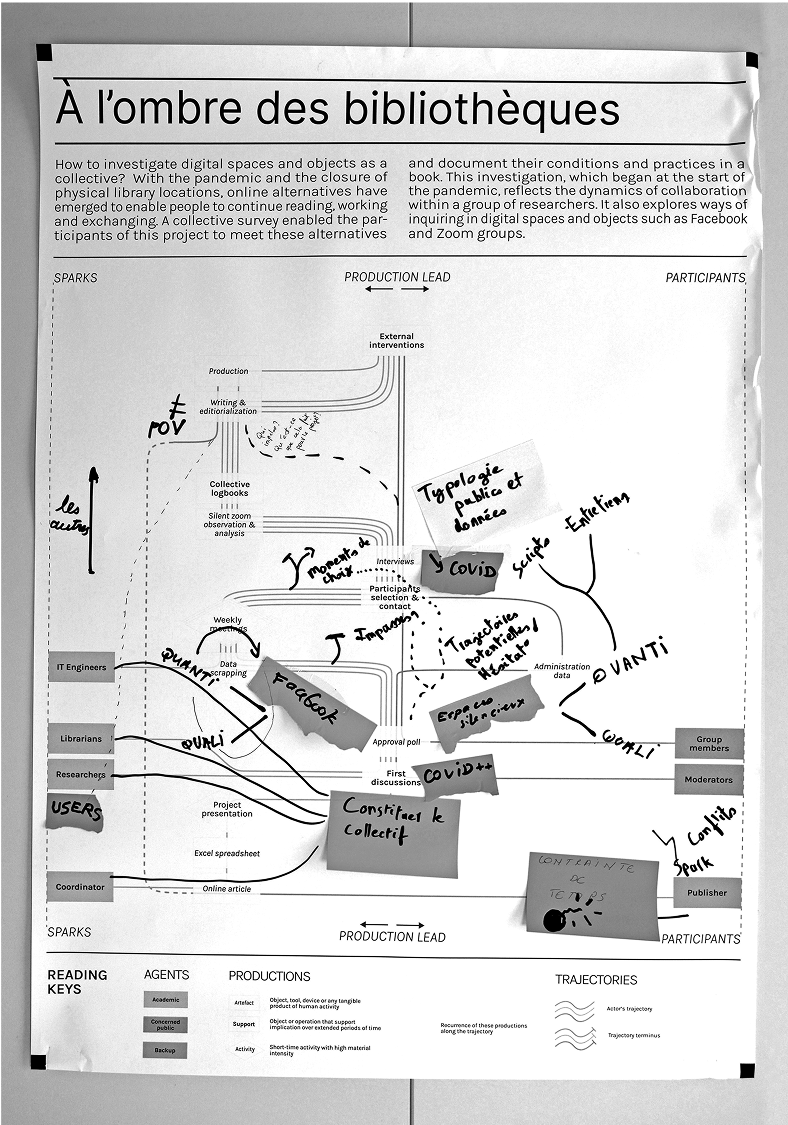 À l'ombre des bibliothèques
How to investigate digital spaces and objects as a
collective? With the pandemic and the closure of
physical library locations, online alternatives have
emerged to enable people to continue reading, working
and exchanging. A collective survey enabled the par-
ticipants of this project to meet these alternatives
and document their conditions and practices in a
book. This investigation, which began at the start of
the pandemic, reflects the dynamics of collaboration
within a group of researchers. It also explores ways of
inquiring in digital spaces and objects such as Facebook
and Zoom groups.
SPARKS
PRODUCTION LEAD
PARTICIPANTS
External
interventions
Production
Writing &
editiorialization
≠
POV
Qui
impulse?
Qu'est-ce
que cela fait
pour le projet?
Collective
logbooks
les
autres
Silent zoom
observation &
analysis
Typologie
publics et
données
Scripts
Entretiens
Moments de
choix
Interviews
COVID
Participants
selection &
contact
Weekly
meetings
Impasses
Trajectoires
potentielles /
Hésitato
IT Engineers
QUANTI
Data
scrapping
Facebook
Administration
data
QUANTI
Espaces
silencieux
Librarians
QUALI
Approval poll
QUALI
Group
members
Researchers
First
discussions
COVID++
Moderators
USERS
Project
presentation
Constituer le
collectif
Conflits
Spark
Excel spreadsheet
CONTRAINTE
DE
TEMPS
Coordinator
Online article
Publisher
SPARKS
PRODUCTION LEAD
PARTICIPANTS
READING
KEYS
AGENTS
Academic
Concerned
public
Backup
PRODUCTIONS
Artefact
Object, tool, device or any tangible
product of human activity
Support
Object or operation that support
implication over extended periods of time
Activity
Short-time activity with high material
intensity
Recurrence of these productions
along the trajectory
TRAJECTORIES
Actor's trajectory
Trajectory terminus